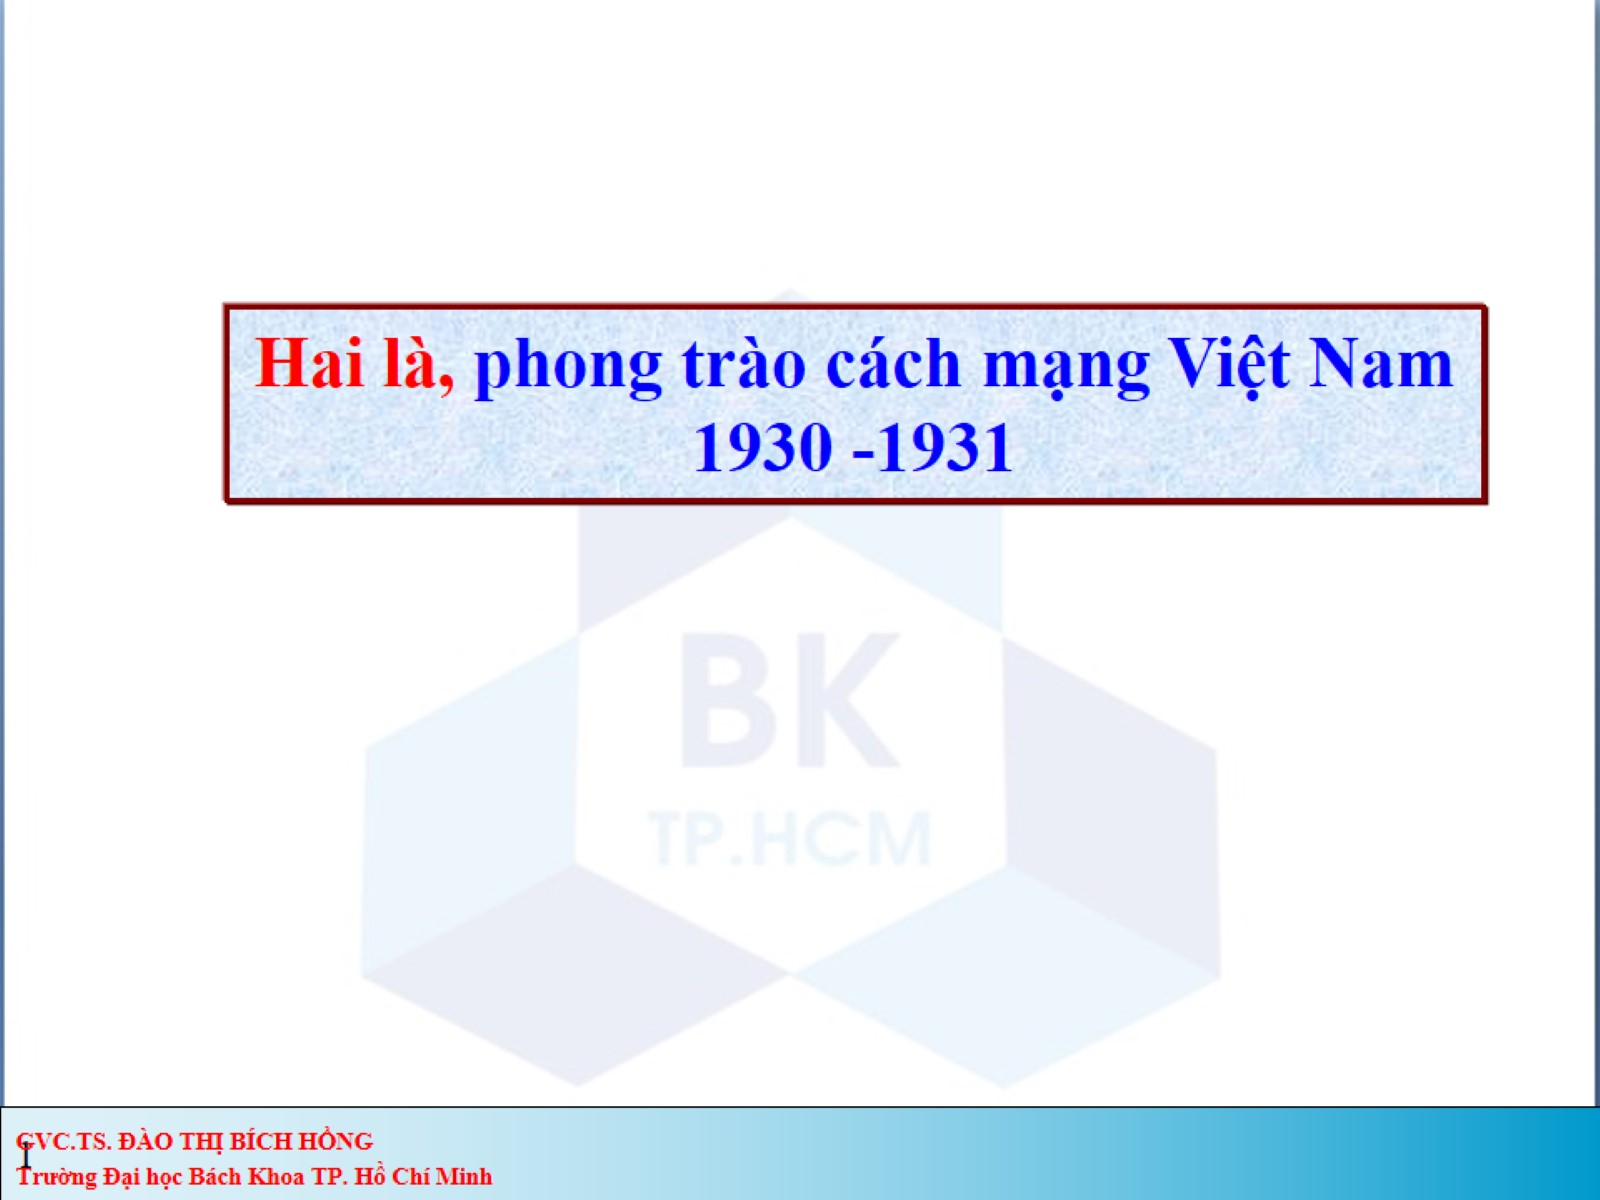 Hai là, phong trào cách mạng Việt Nam
1930 -1931
BK
TP.HCM
GVC.TS. ĐÀO THỊ BÍCH HỒNG
1
Trường Đại học Bách Khoa TP. Hồ Chí Minh